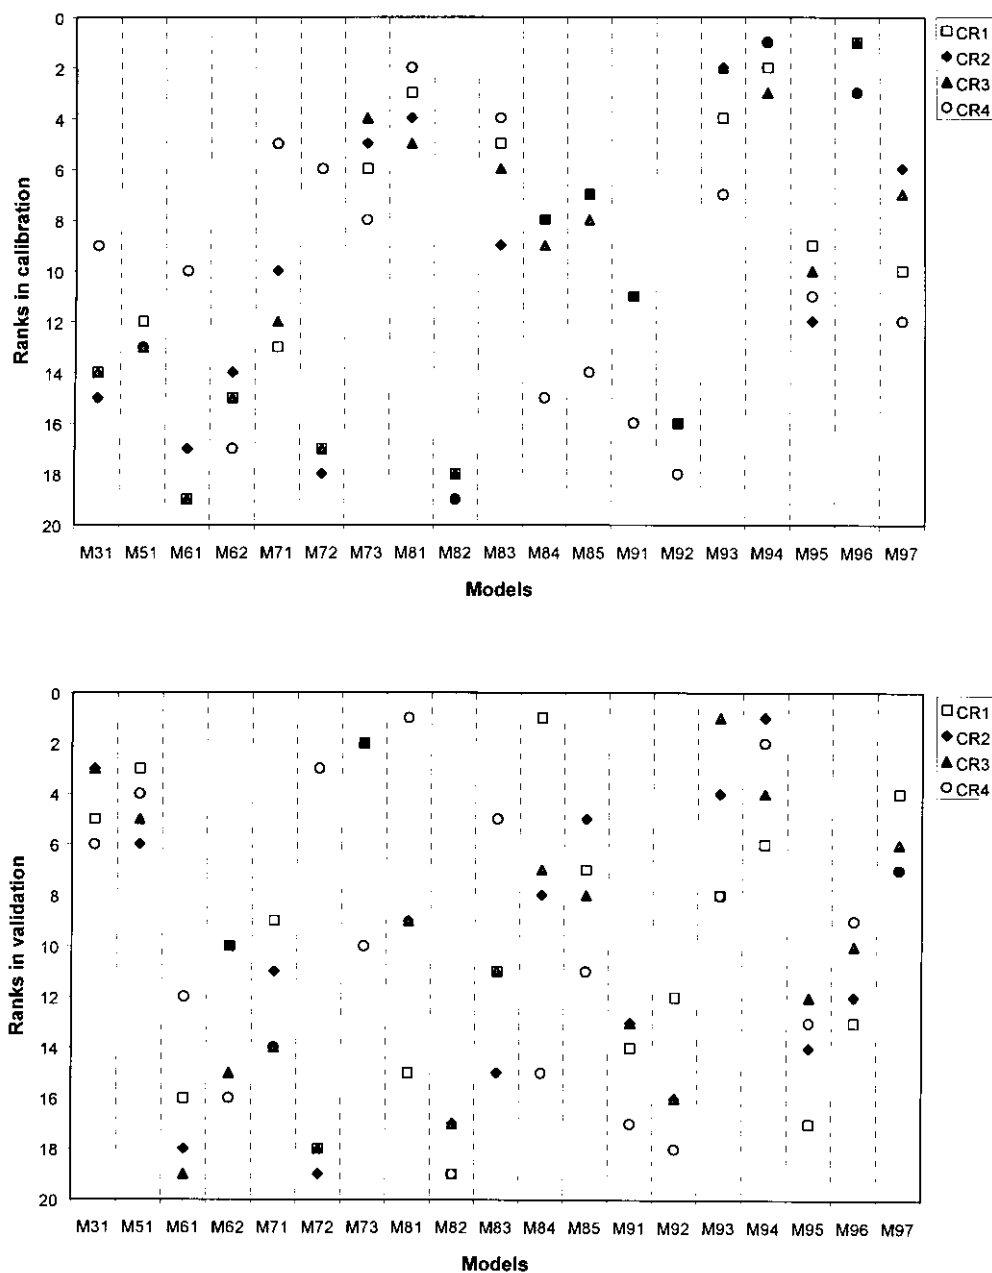 0
2
4
6
8
10
12
14
16
18
20
Ranks in calibration
M31 M51 M61 M62 M71 M72 M73 M81 M82 M83 M84 M85 M91 M92 M93 M94 M95 M96 M97
Models
CR1
CR2
CR3
CR4
0
2
4
6
8
10
12
14
16
18
20
Ranks in validation
M31 M51 M61 M62 M71 M72 M73 M81 M82 M83 M84 M85 M91 M92 M93 M94 M95 M96 M97
Models
CR1
CR2
CR3
CR4